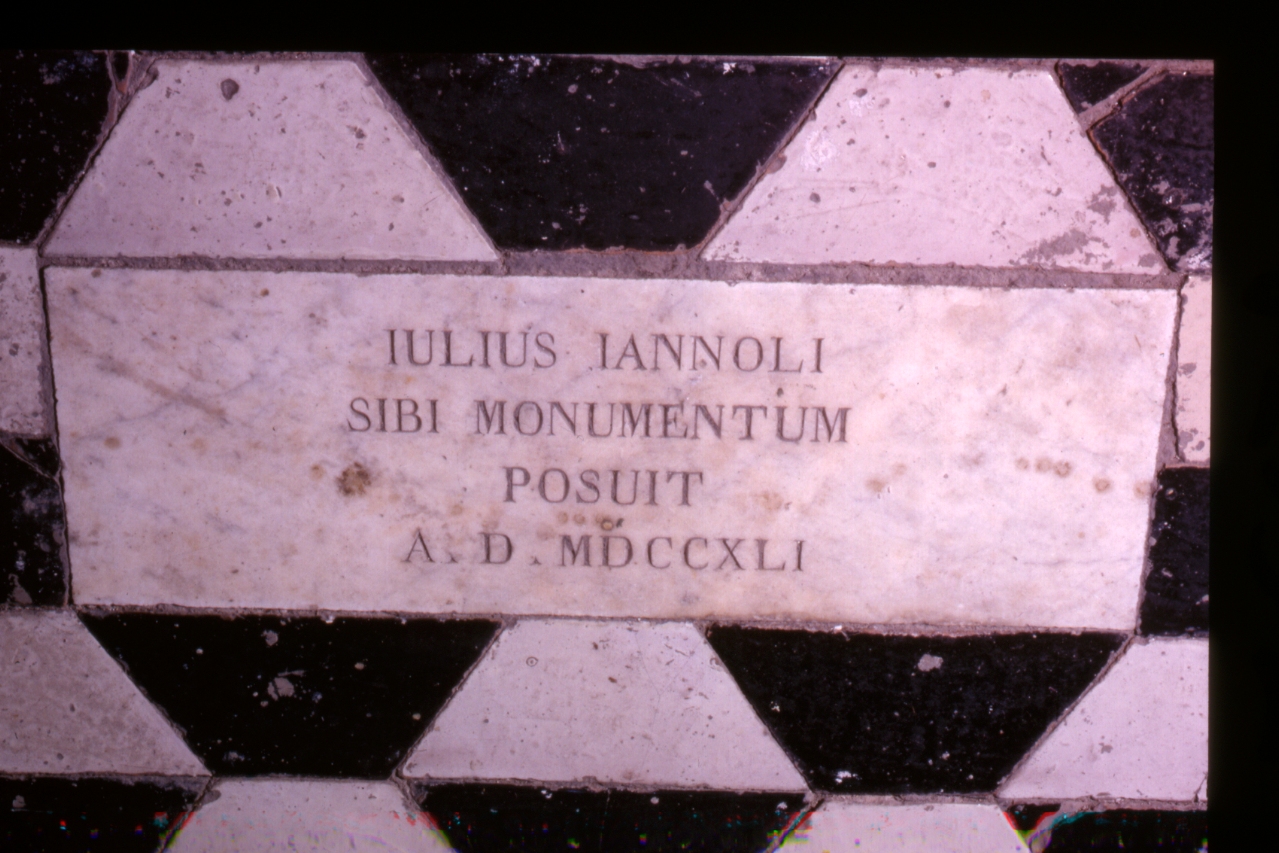 IULIUS IANNOLI
SIBI MONUMENTUM
POSUIT
A. D. MDCCXLI